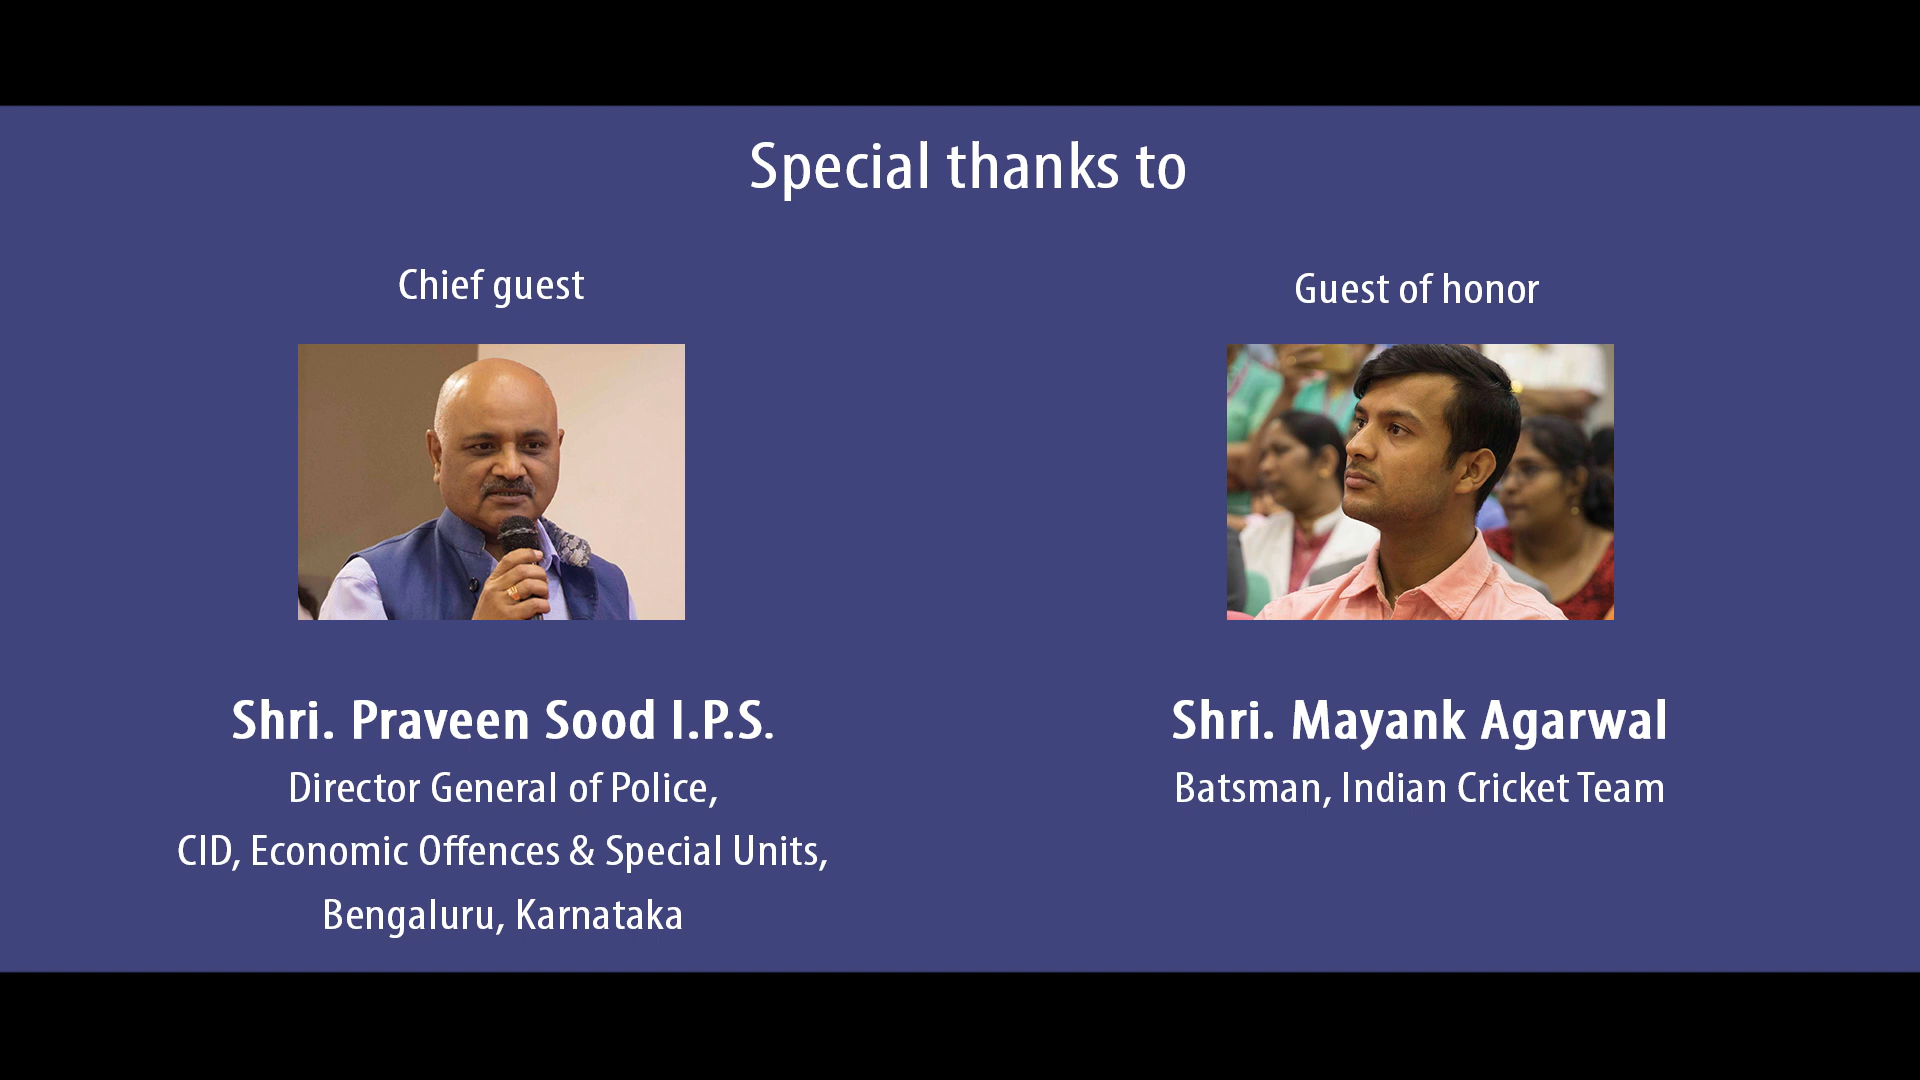 Special thanks to
Chief guest
Shri. Praveen Sood I.P.S.
Director General of Police,
CID, Economic Offences & Special Units,
Bengaluru, Karnataka
Guest of honor
Shri. Mayank Agarwal
Batsman, Indian Cricket Team